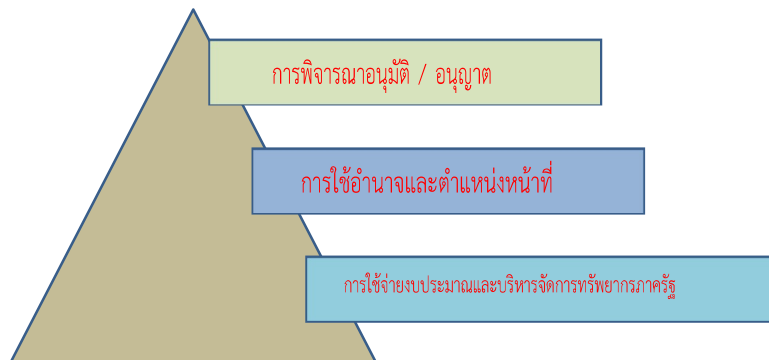 การพิจารณาอนุมัติ / อนุญาต
การใช้อำนาจและตำแหน่งหน้าที่
การใช้จ่ายงบประมาณและบริหารจัดการทรัพยากรภาครัฐ